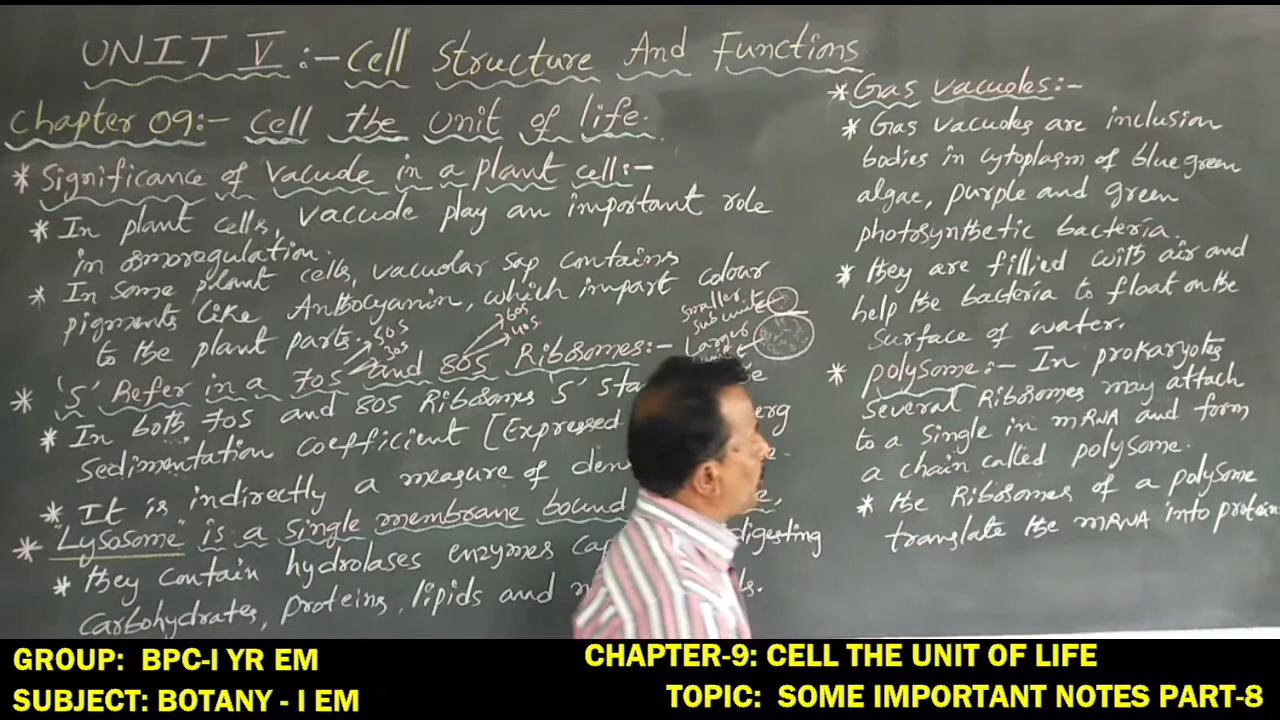 UNIT V :- Cell Structure And Functions
Chapter 09:- Cell the Unit of life.
* Significance of Vacuole in a plant cell:-
* In plant cells, vacuole play an important role
in osmoregulation.
* In some plant cells, vacuolar sap contains
pigments like Anthocyanin, which impart colour
to the plant parts.
50S
30S
60S
40S
smaller
subunit
Larger
* 'S' Refer in a 70S and 80S Ribosomes:-
* In both 70S and 80S Ribosomes 'S' sta
Sedimentation coefficient [Expressed erg
* It is indirectly a measure of den
* "Lysosome" is a single membrane bound
* they contain hydrolases enzymes ca digesting
carbohydrates, proteins, lipids and n s.
* Gas vacuoles:-
* Gas vacuoles are inclusion
bodies in cytoplasm of blue green
algae, purple and green
photosynthetic bacteria.
* they are fillied with air and
help the bacteria to float on the
surface of water.
* polysome:- In prokaryotes
several Ribosomes may attach
to a single in mRNA and form
a chain called polysome.
* the Ribosomes of a polysome
translate the mRNA into protein
GROUP: BPC-I YR EM
SUBJECT: BOTANY - I EM
CHAPTER-9: CELL THE UNIT OF LIFE
TOPIC: SOME IMPORTANT NOTES PART-8